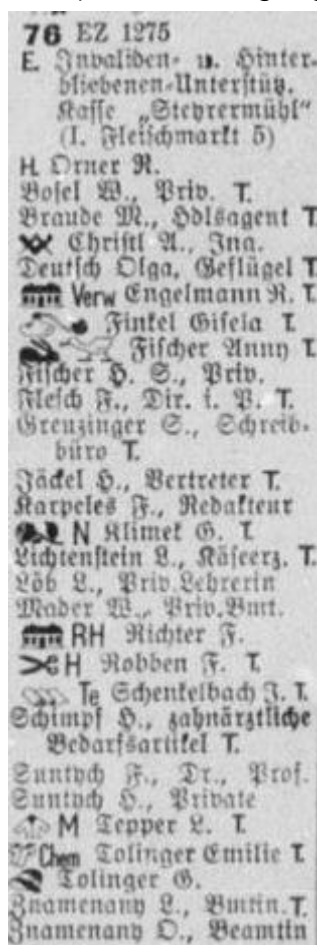 76 EZ 1275
E. Invaliden- u. Hinter-
bliebenen-Unterstütz.
Kasse „Steyrermühl“
(I. Fleischmarkt 5)
H. Orner R.
Bosel W., Priv. T.
Braude M., Hdlsagent T
Christl A., Ing.
Deutsch Olga, Geflügel T
Verw Engelmann R. T
Finkel Gisela T.
Fischer Anny T
Fischer H. S., Priv.
Flesch F., Dir. i. P. T.
Greuzinger S., Schreib-
büro T.
Jäckel H., Vertreter T.
Karpeles F., Redakteur
N Klimek G. T
Lichtenstein L., Käseerz. T.
Löb L., Priv.Lehrerin
Mader W., Priv.Bmt.
RH Richter F.
H Robben F. T.
Te Schenkelbach J. T.
Schimpf H., zahnärztliche
Bedarfsartikel T.
Suntych F., Dr., Prof.
Suntych H., Private
M Tepper L. T.
Chem Tolinger Emilie T
Tolinger G.
Znamenany L., Bmtin. T.
Znamenany O., Beamtin